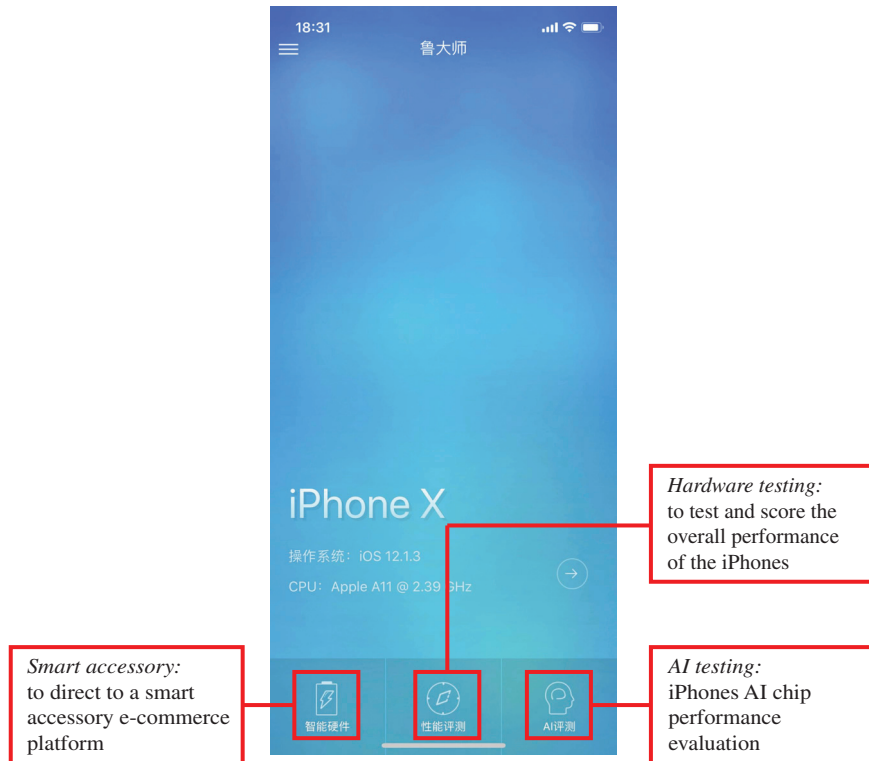 18:31
鲁大师
iPhone X
操作系统：iOS 12.1.3
CPU：Apple A11 @ 2.39 GHz
Hardware testing:
to test and score the
overall performance
of the iPhones
Smart accessory:
to direct to a smart
accessory e-commerce
platform
智能硬件
性能评测
AI评测
AI testing:
iPhones AI chip
performance
evaluation